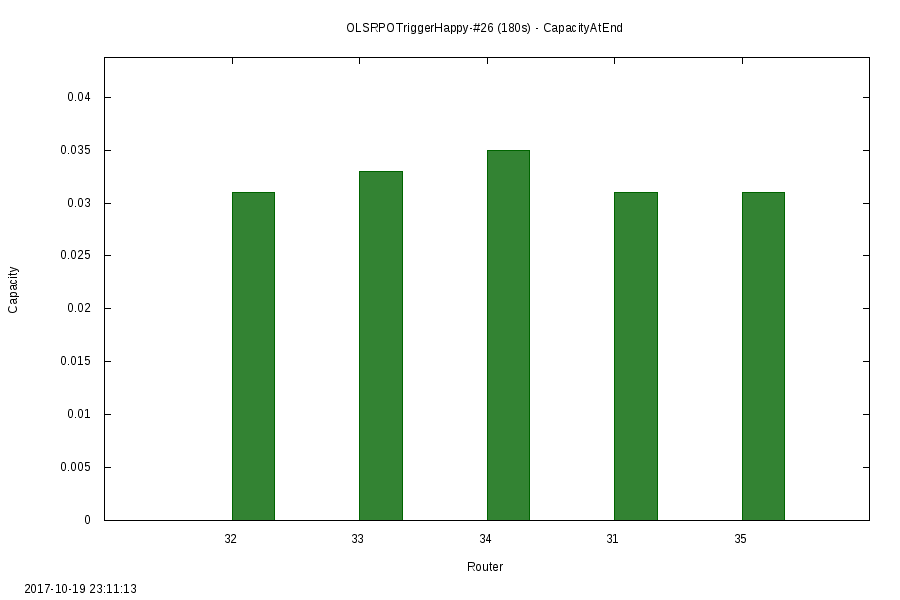 OLSRPOTriggerHappy-#26 (180s) - CapacityAtEnd
0.04
0.035
0.03
0.025
0.02
0.015
0.01
0.005
0
Capacity
32 33 34 31 35
Router
2017-10-19 23:11:13